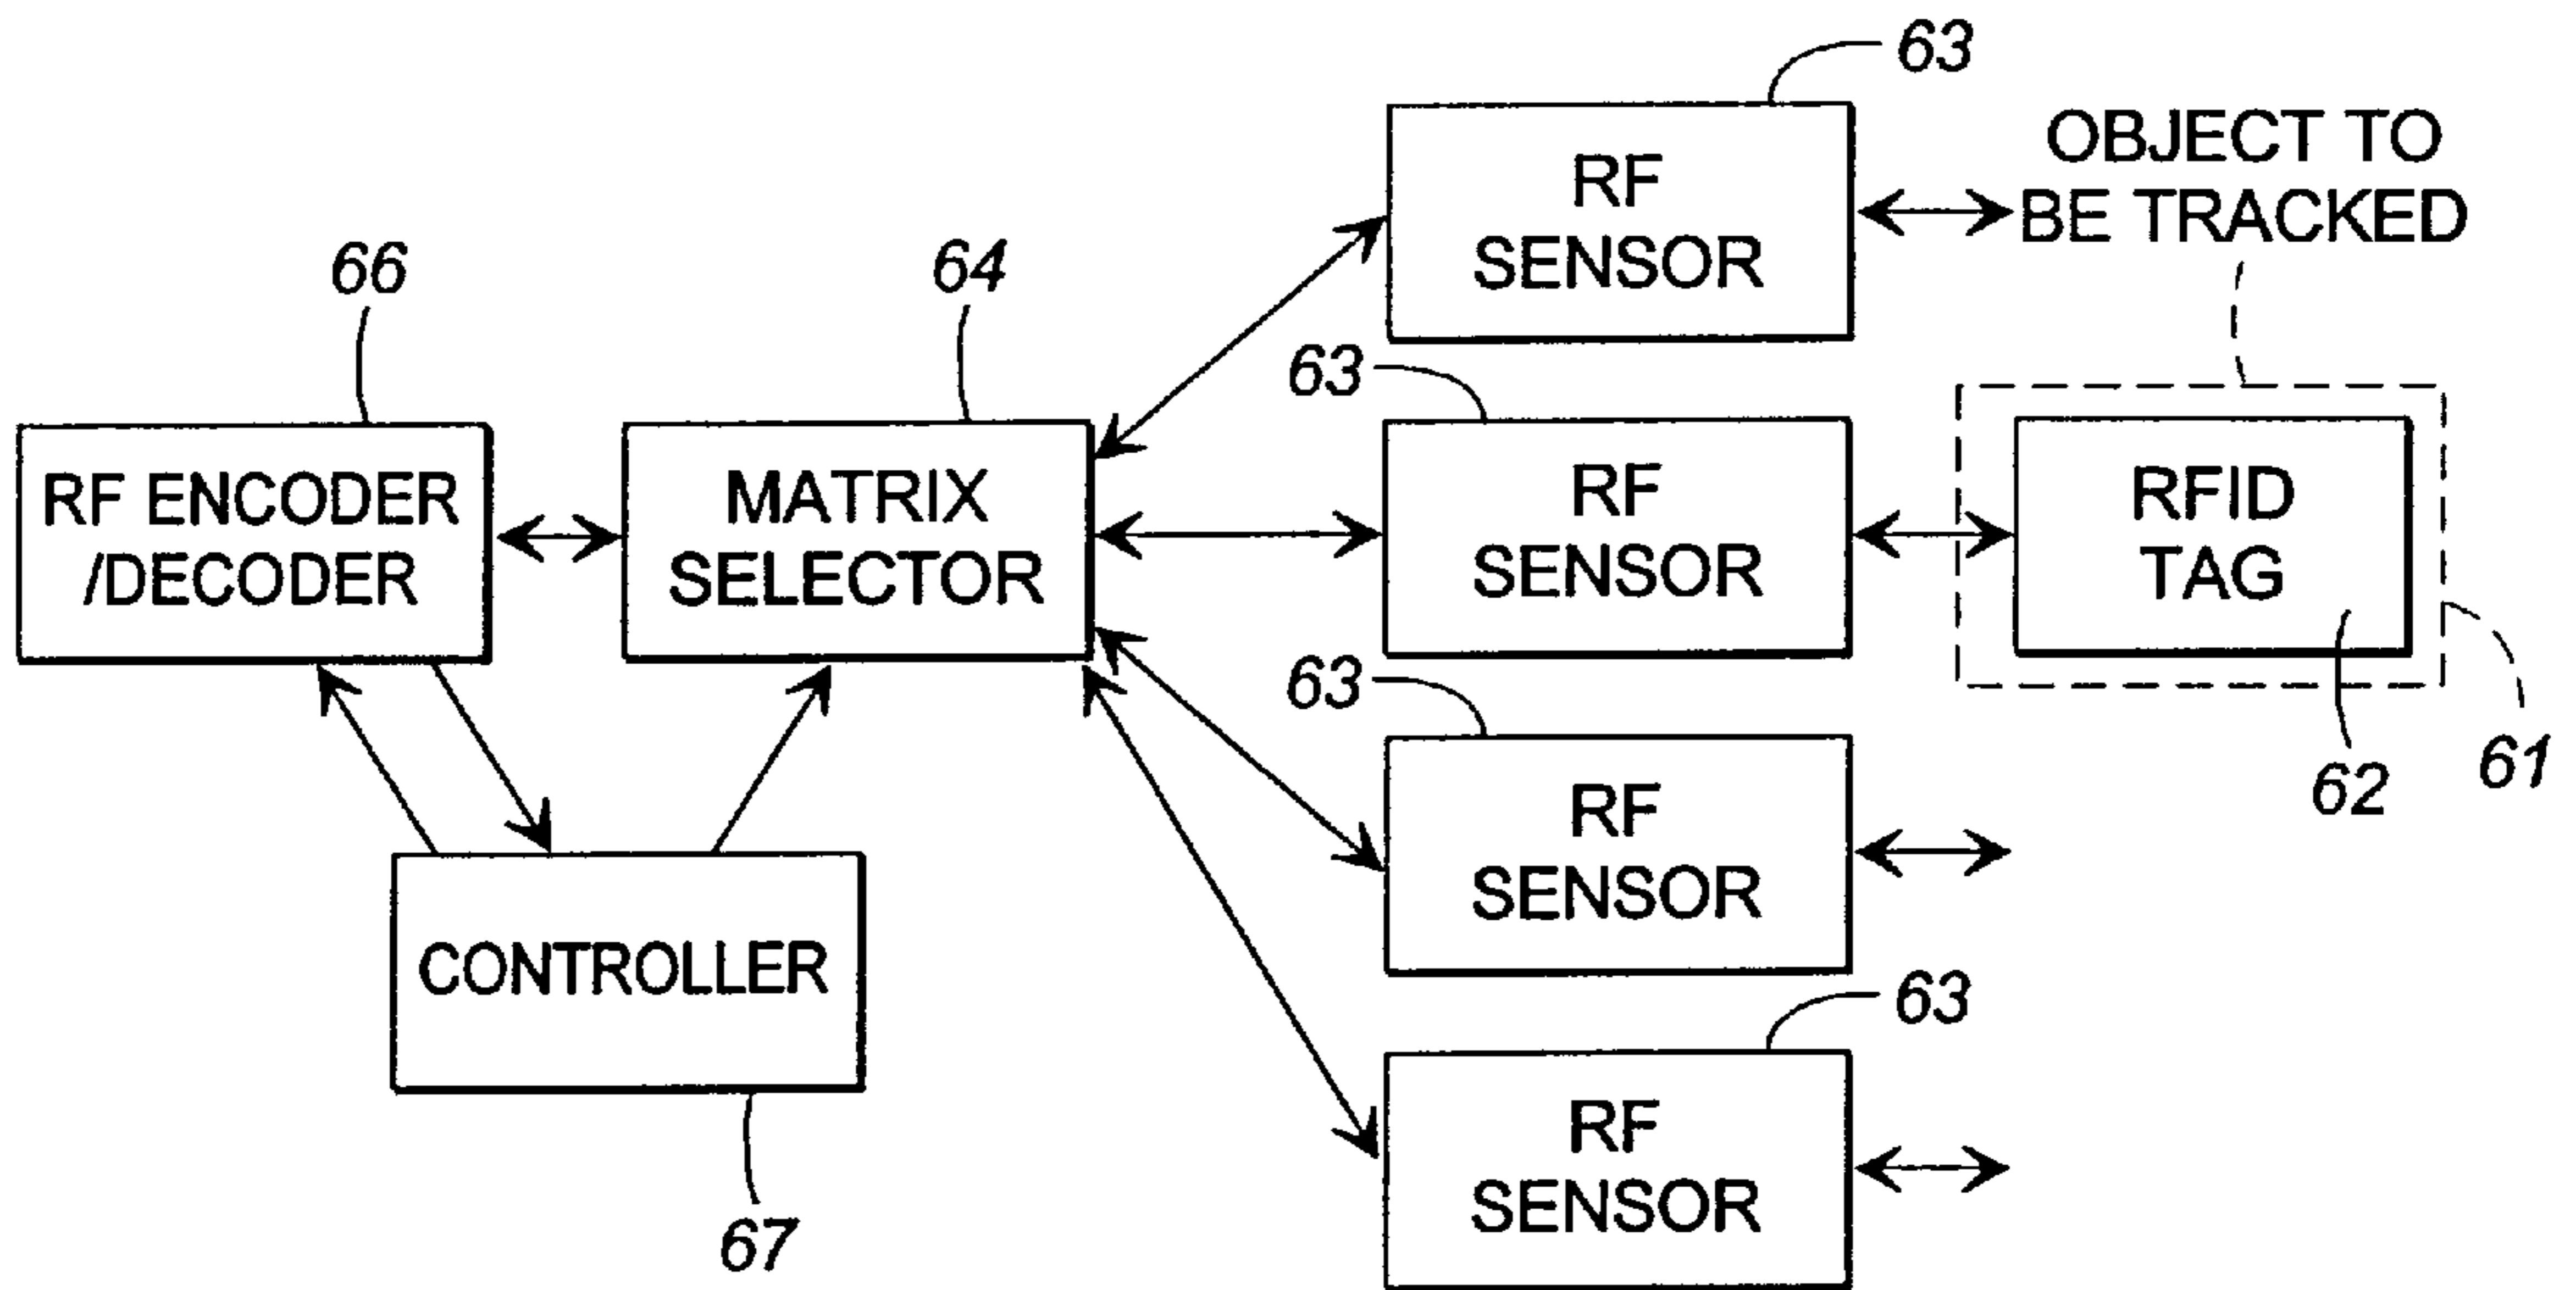 63
RF
SENSOR
OBJECT TO
BE TRACKED
66
64
63
RF ENCODER
/DECODER
MATRIX
SELECTOR
RF
SENSOR
RFID
TAG
63
61
62
RF
SENSOR
CONTROLLER
63
RF
SENSOR
67